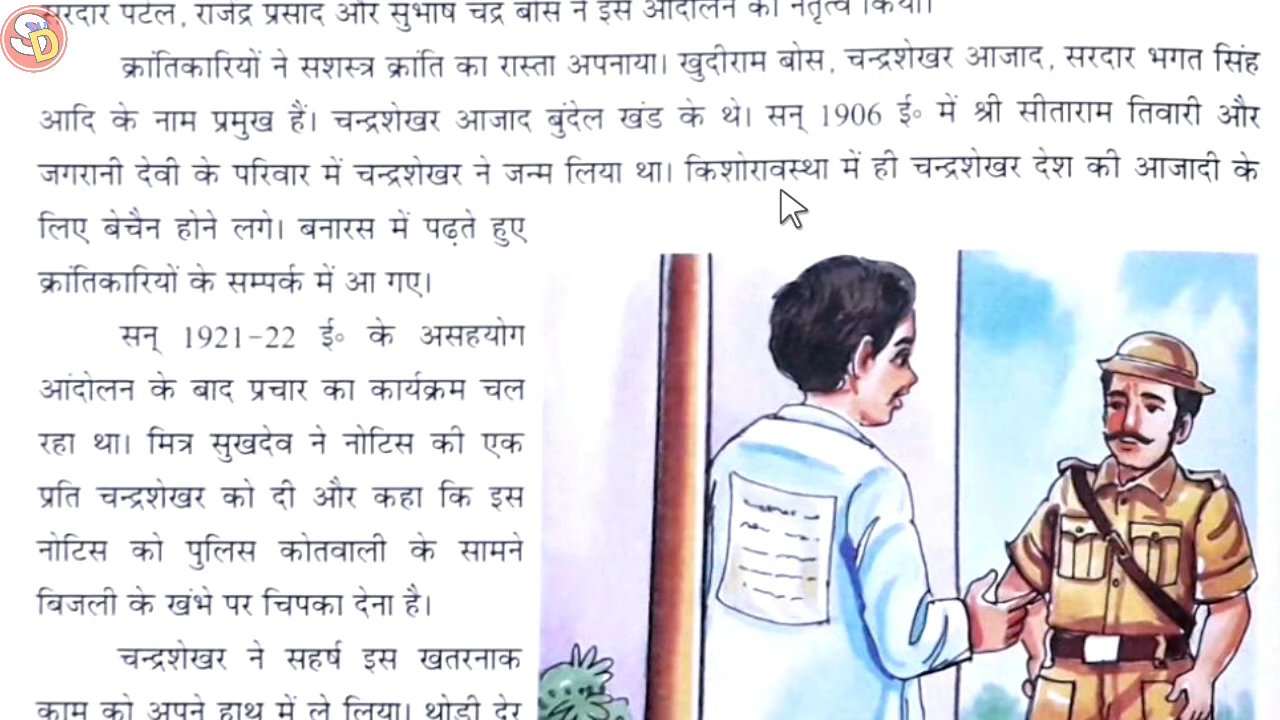 SD
सरदार पटेल, राजेंद्र प्रसाद और सुभाष चंद्र बोस ने इस आंदोलन का नेतृत्व किया।
क्रांतिकारियों ने सशस्त्र क्रांति का रास्ता अपनाया। खुदीराम बोस, चन्द्रशेखर आजाद, सरदार भगत सिंह
आदि के नाम प्रमुख हैं। चन्द्रशेखर आजाद बुंदेल खंड के थे। सन् 1906 ई॰ में श्री सीताराम तिवारी और
जगरानी देवी के परिवार में चन्द्रशेखर ने जन्म लिया था। किशोरावस्था में ही चन्द्रशेखर देश की आजादी के
लिए बेचैन होने लगे। बनारस में पढ़ते हुए
क्रांतिकारियों के सम्पर्क में आ गए।
सन् 1921-22 ई॰ के असहयोग
आंदोलन के बाद प्रचार का कार्यक्रम चल
रहा था। मित्र सुखदेव ने नोटिस की एक
प्रति चन्द्रशेखर को दी और कहा कि इस
नोटिस को पुलिस कोतवाली के सामने
बिजली के खंभे पर चिपका देना है।
चन्द्रशेखर ने सहर्ष इस खतरनाक
काम को अपने हाथ में ले लिया। थोड़ी देर